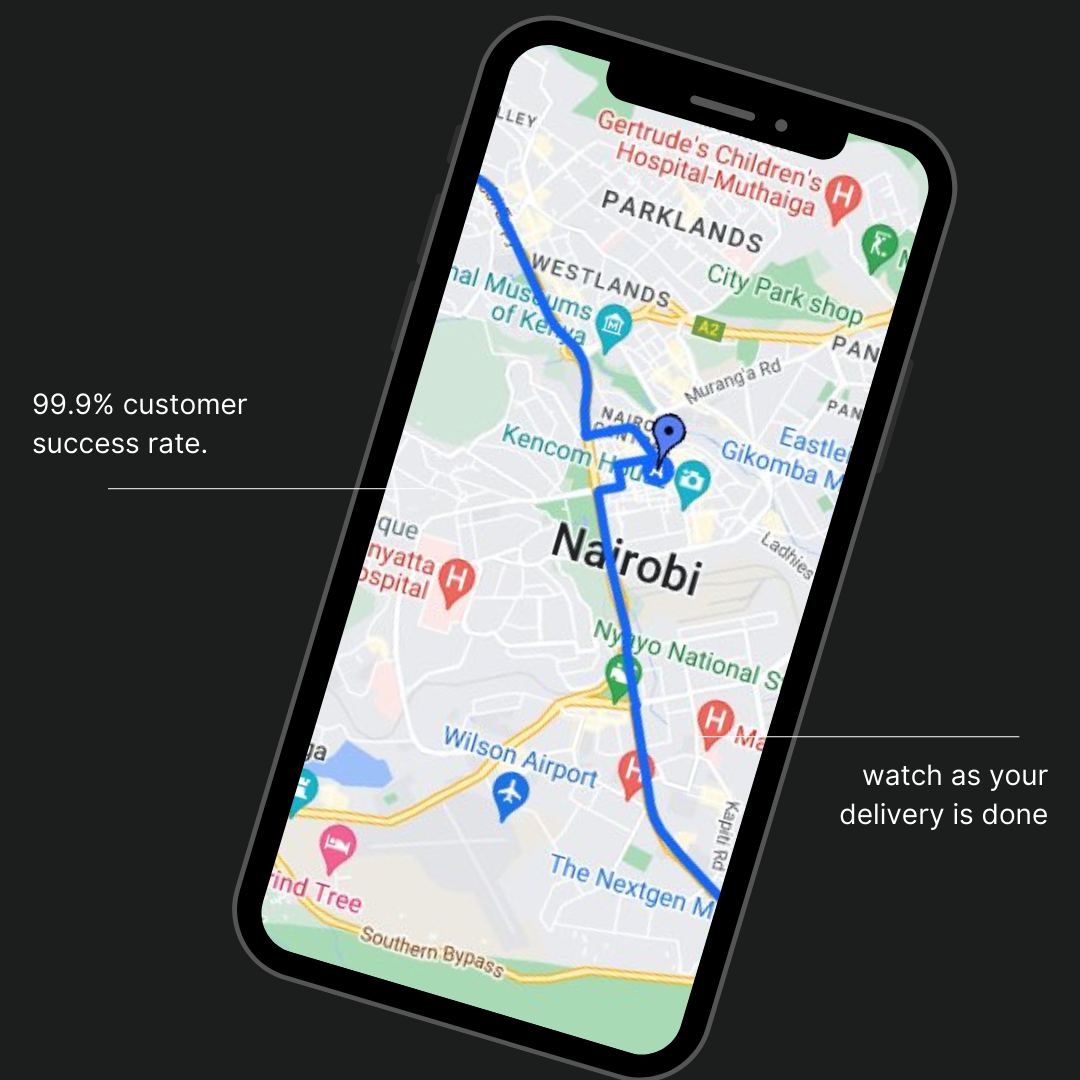 LLEY
Gertrude's Children's
Hospital-Muthaiga
PARKLANDS
WESTLANDS
City Park shop
nal Museums
of Kenya
A2
PAN
Murang'a Rd
PAN
NAIRO
Eastle
Gikomba M
Kencom House
99.9% customer
success rate.
que
nyatta
ospital
Nairobi
Ladhies
Nyayo National S
Ma
Wilson Airport
ga
watch as your
delivery is done
Kapiti Rd
The Nextgen M
rind Tree
Southern Bypass